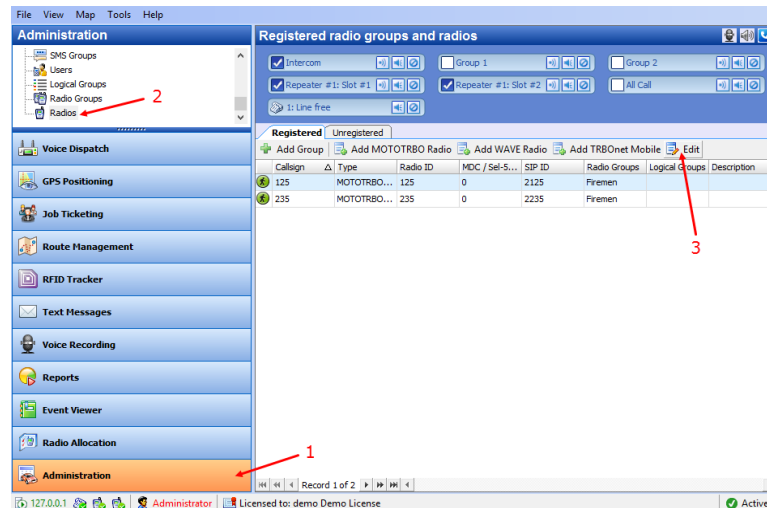 File View Map Tools Help
Administration
Registered radio groups and radios
SMS Groups
Users
Logical Groups
Radio Groups
Radios
2
Intercom
Group 1
Group 2
Repeater #1: Slot #1
Repeater #1: Slot #2
All Call
1: Line free
Registered Unregistered
Add Group Add MOTOTRBO Radio Add WAVE Radio Add TRBOnet Mobile Edit
Callsign Type Radio ID MDC / Sel-5... SIP ID Radio Groups Logical Groups Description
125 MOTOTRBO... 125 0 2125 Firemen
235 MOTOTRBO... 235 0 2235 Firemen
3
Voice Dispatch
GPS Positioning
Job Ticketing
Route Management
RFID Tracker
Text Messages
Voice Recording
Reports
Event Viewer
Radio Allocation
Administration
1
Record 1 of 2
127.0.0.1 Administrator Licensed to: demo Demo License Active